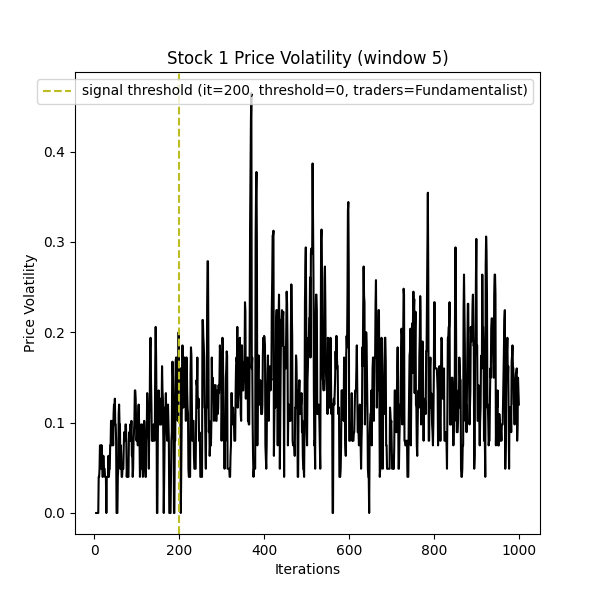 Stock 1 Price Volatility (window 5)
signal threshold (it=200, threshold=0, traders=Fundamentalist)
0.4
0.3
0.2
0.1
0.0
Price Volatility
0 200 400 600 800 1000
Iterations